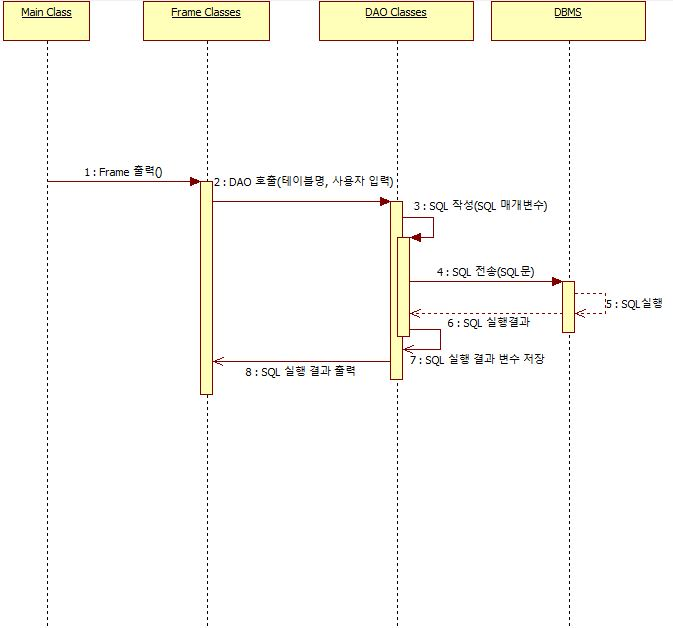 Main Class
Frame Classes
DAO Classes
DBMS
1 : Frame 출력()
2 : DAO 호출(테이블명, 사용자 입력)
3 : SQL 작성(SQL 매개변수)
4 : SQL 전송(SQL문)
5 : SQL실행
6 : SQL 실행결과
7 : SQL 실행 결과 변수 저장
8 : SQL 실행 결과 출력